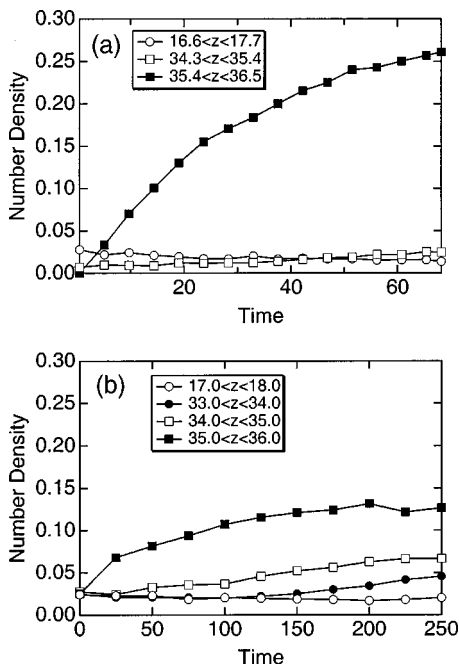 0.30
(a)
16.6<z<17.7
34.3<z<35.4
35.4<z<36.5
0.25
0.20
0.15
0.10
0.05
0.00
Number Density
20
40
60
Time
0.30
(b)
17.0<z<18.0
33.0<z<34.0
34.0<z<35.0
35.0<z<36.0
0.25
0.20
0.15
0.10
0.05
0.00
Number Density
0
50
100
150
200
250
Time